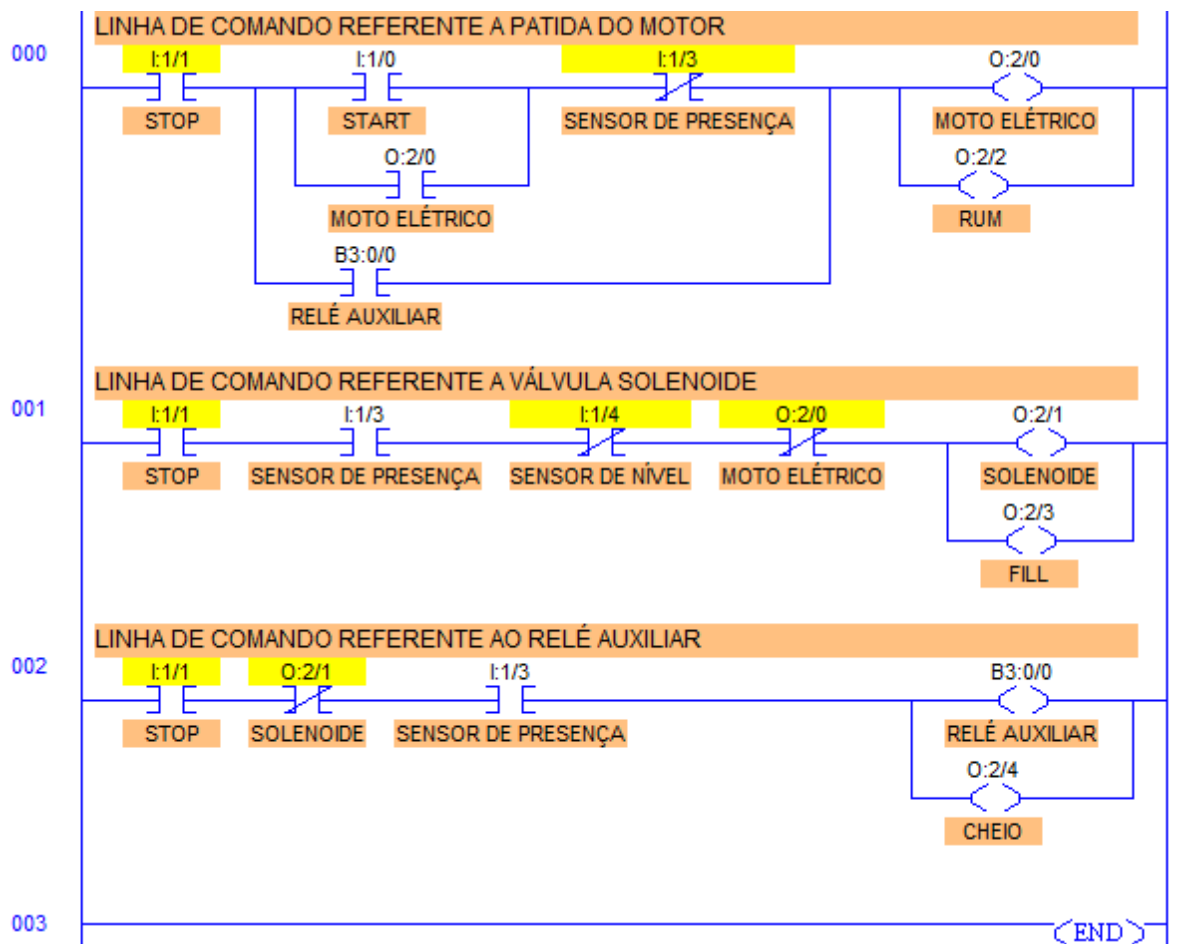 LINHA DE COMANDO REFERENTE A PATIDA DO MOTOR
000
I:1/1 I:1/0 I:1/3 O:2/0
STOP START SENSOR DE PRESENÇA MOTO ELÉTRICO
O:2/0 O:2/2
MOTO ELÉTRICO RUM
B3:0/0
RELÉ AUXILIAR
LINHA DE COMANDO REFERENTE A VÁLVULA SOLENOIDE
001
I:1/1 I:1/3 I:1/4 O:2/0 O:2/1
STOP SENSOR DE PRESENÇA SENSOR DE NÍVEL MOTO ELÉTRICO SOLENOIDE
O:2/3
FILL
LINHA DE COMANDO REFERENTE AO RELÉ AUXILIAR
002
I:1/1 O:2/1 I:1/3 B3:0/0
STOP SOLENOIDE SENSOR DE PRESENÇA RELÉ AUXILIAR
O:2/4
CHEIO
003
END